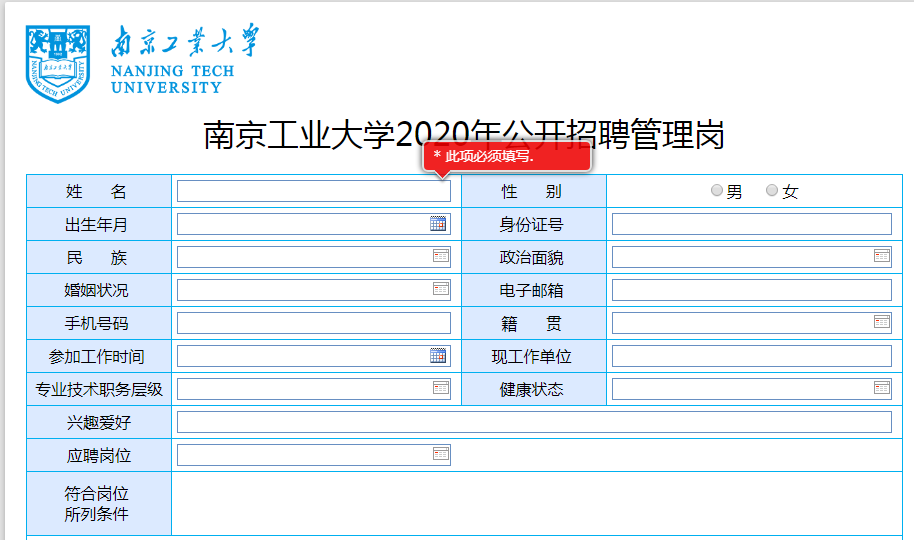 南京工业大学
NANJING TECH
UNIVERSITY
南京工业大学2020年公开招聘管理岗
* 此项必须填写.
姓 名
性 别
男 女
出生年月
身份证号
民 族
政治面貌
婚姻状况
电子邮箱
手机号码
籍 贯
参加工作时间
现工作单位
专业技术职务层级
健康状态
兴趣爱好
应聘岗位
符合岗位
所列条件